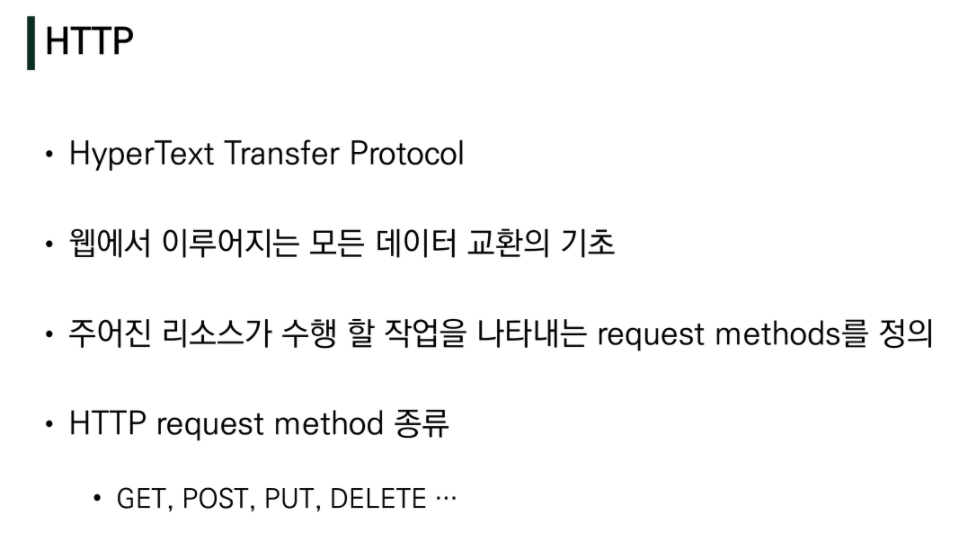 HTTP
• HyperText Transfer Protocol
• 웹에서 이루어지는 모든 데이터 교환의 기초
• 주어진 리소스가 수행 할 작업을 나타내는 request methods를 정의
• HTTP request method 종류
• GET, POST, PUT, DELETE ⋯